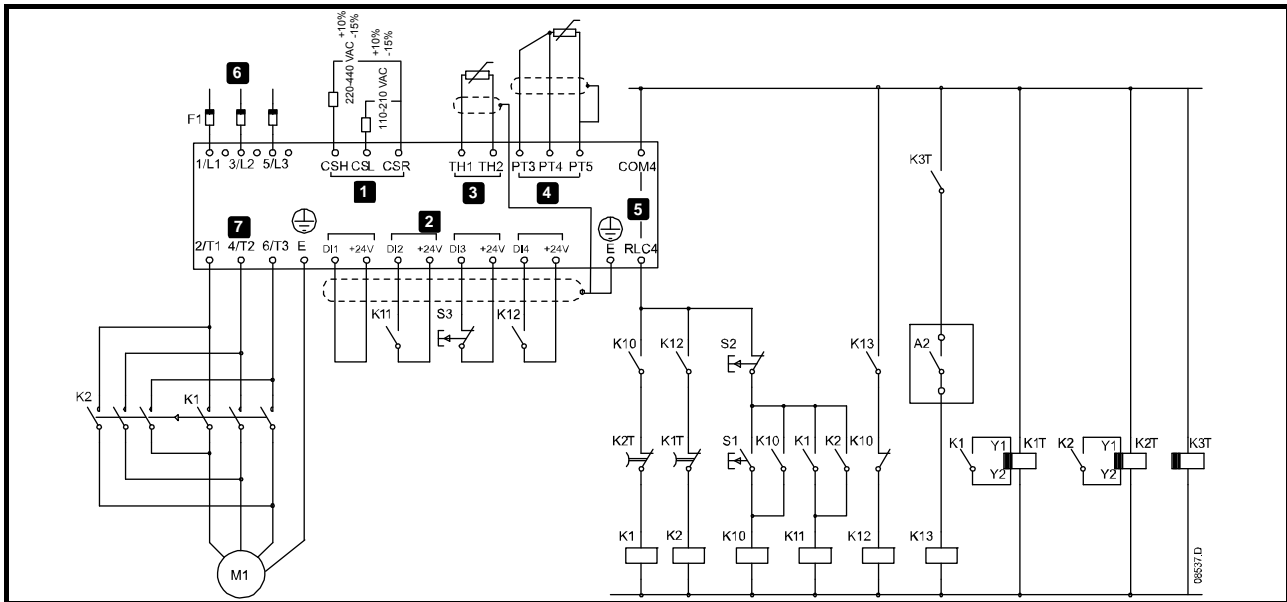 +10%
220-440 VAC -15%
+10%
110-210 VAC -15%
6
F1
1/L1 3/L2 5/L3 CSH CSL CSR TH1 TH2 PT3 PT4 PT5 COM4
1 3 4 5
7 2
2/T1 4/T2 6/T3 E DI1 +24V DI2 +24V DI3 +24V DI4 +24V E RLC4
K3T
K11 S3 K12
K10 K12 S2 K13 A2
K2 K1
K2T K1T S1 K10 K1 K2 K10 K1 Y1 K1T K2 Y1 K2T K3T
Y2 Y2
K1 K2 K10 K11 K12 K13
M1
08537.D